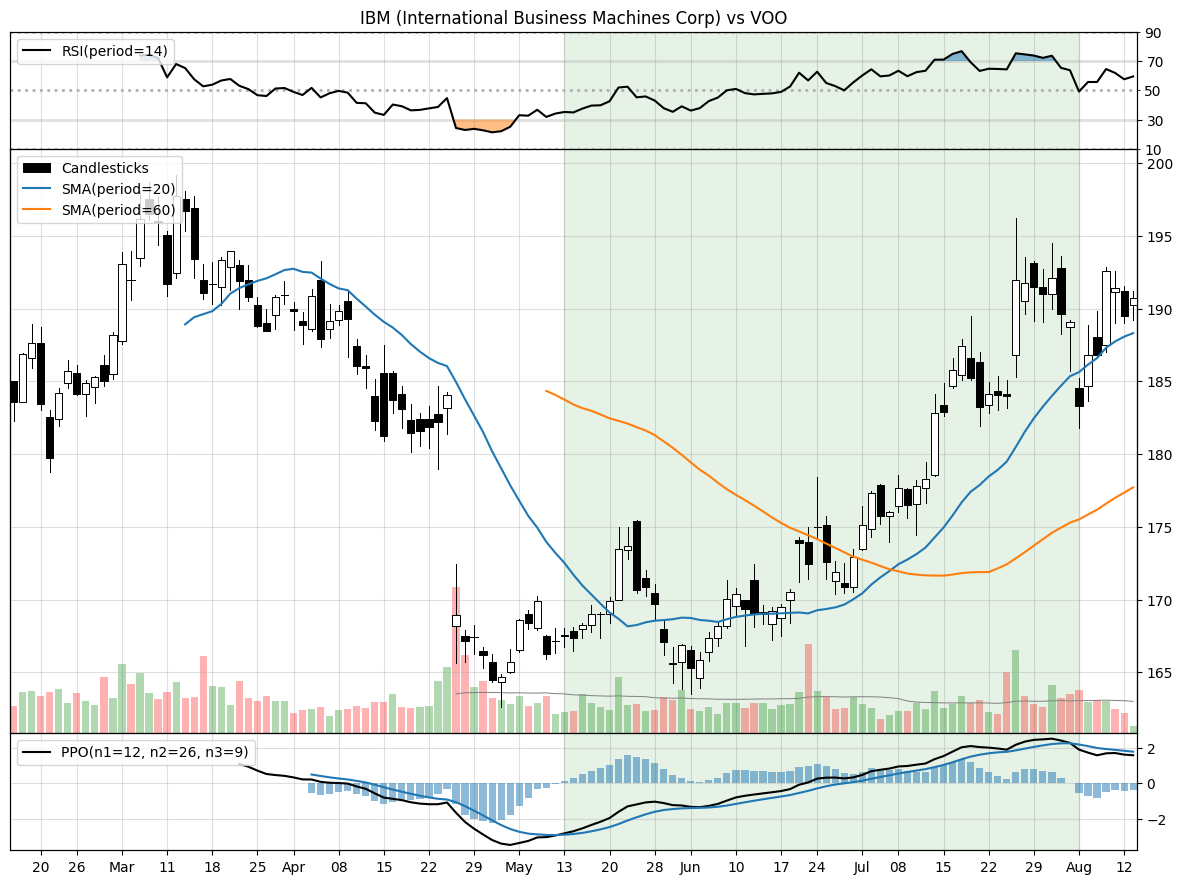 IBM (International Business Machines Corp) vs VOO
RSI(period=14)
90
70
50
30
10
Candlesticks
SMA(period=20)
SMA(period=60)
200
195
190
185
180
175
170
165
PPO(n1=12, n2=26, n3=9)
2
0
−2
20 26 Mar 11 18 25 Apr 08 15 22 29 May 13 20 28 Jun 10 17 24 Jul 08 15 22 29 Aug 12